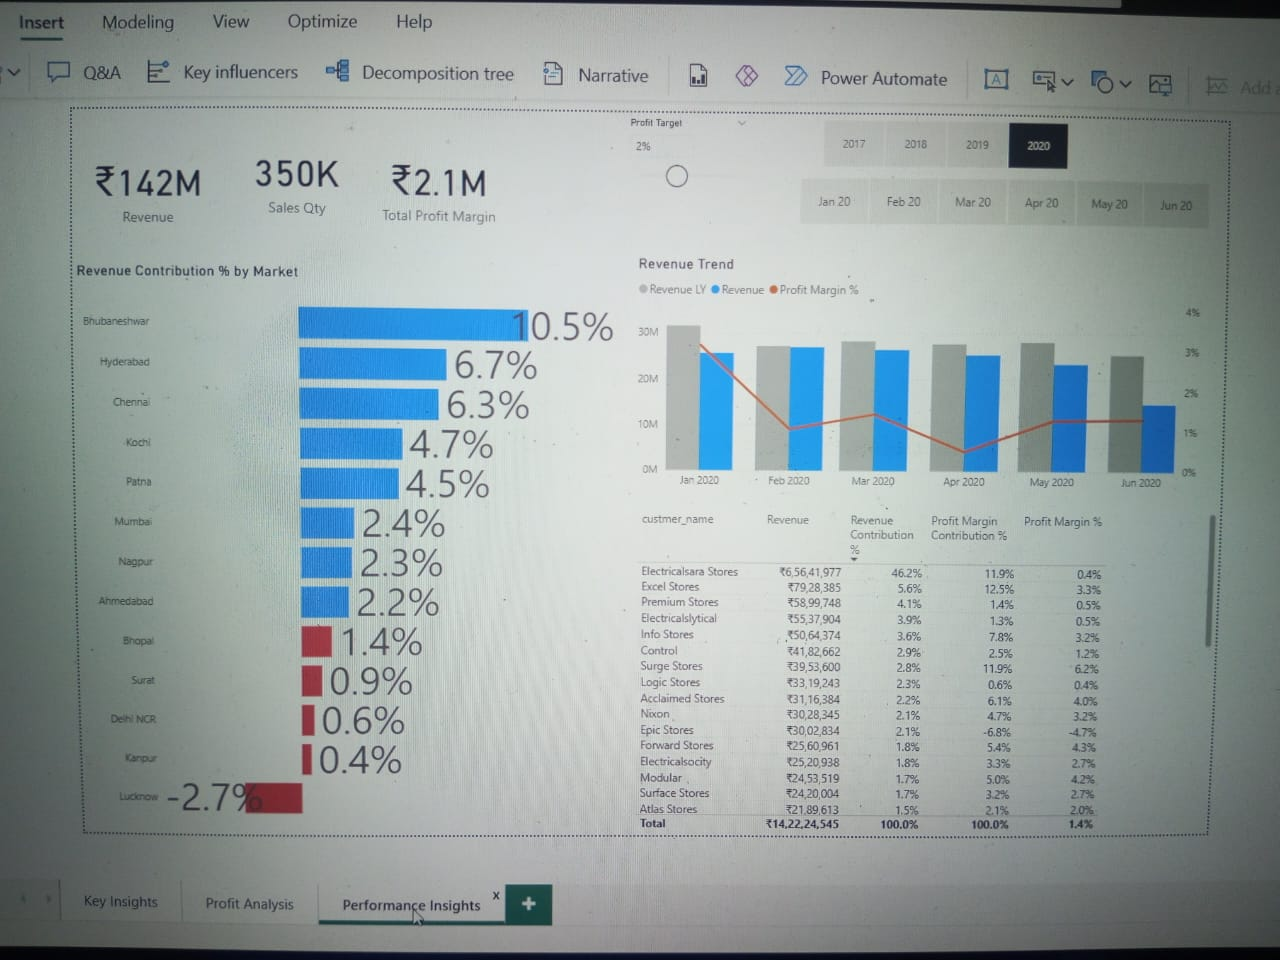 Insert Modeling View Optimize Help
Q&A Key influencers Decomposition tree Narrative Power Automate A Add
₹142M
Revenue
350K
Sales Qty
₹2.1M
Total Profit Margin
Profit Target
2%
2017 2018 2019 2020
Jan 20 Feb 20 Mar 20 Apr 20 May 20 Jun 20
Revenue Contribution % by Market
Bhubaneshwar 10.5%
Hyderabad 6.7%
Chennai 6.3%
Kochi 4.7%
Patna 4.5%
Mumbai 2.4%
Nagpur 2.3%
Ahmedabad 2.2%
Bhopal 1.4%
Surat 0.9%
Delhi NCR 0.6%
Kanpur 0.4%
Lucknow -2.7%
Revenue Trend
Revenue LY Revenue Profit Margin %
4%
30M 3%
20M 2%
10M 1%
0M 0%
Jan 2020 Feb 2020 Mar 2020 Apr 2020 May 2020 Jun 2020
custmer_name Revenue Revenue Profit Margin Profit Margin %
Contribution Contribution %
%
Electricalsara Stores ₹6,56,41,977 46.2% 11.9% 0.4%
Excel Stores ₹79,28,385 5.6% 12.5% 3.3%
Premium Stores ₹58,99,748 4.1% 1.4% 0.5%
Electricalslytical ₹55,37,904 3.9% 1.3% 0.5%
Info Stores ₹50,64,374 3.6% 7.8% 3.2%
Control ₹41,82,662 2.9% 2.5% 1.2%
Surge Stores ₹39,53,600 2.8% 11.9% 6.2%
Logic Stores ₹33,19,243 2.3% 0.6% 0.4%
Acclaimed Stores ₹31,16,384 2.2% 6.1% 4.0%
Nixon ₹30,28,345 2.1% 4.7% 3.2%
Epic Stores ₹30,02,834 2.1% -6.8% -4.7%
Forward Stores ₹25,60,961 1.8% 5.4% 4.3%
Electricalsocity ₹25,20,938 1.8% 3.3% 2.7%
Modular ₹24,53,519 1.7% 5.0% 4.2%
Surface Stores ₹24,20,004 1.7% 3.2% 2.7%
Atlas Stores ₹21,89,613 1.5% 2.1% 2.0%
Total ₹14,22,24,545 100.0% 100.0% 1.4%
Key Insights Profit Analysis Performance Insights x +